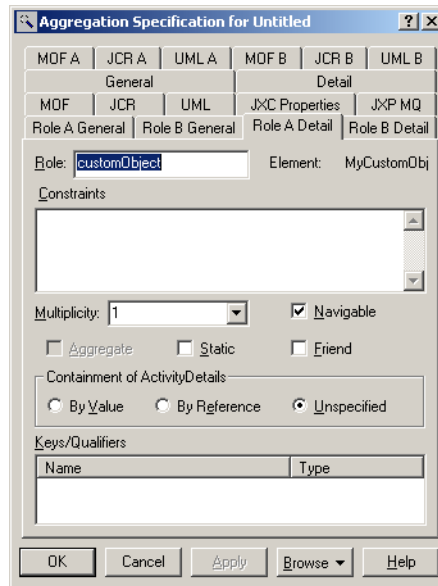 Aggregation Specification for Untitled
MOF A JCR A UML A MOF B JCR B UML B
General Detail
MOF JCR UML JXC Properties JXP MQ
Role A General Role B General Role A Detail Role B Detail
Role: customObject Element: MyCustomObj
Constraints
Multiplicity: 1 Navigable
Aggregate Static Friend
Containment of ActivityDetails
By Value By Reference Unspecified
Keys/Qualifiers
Name Type
OK Cancel Apply Browse Help